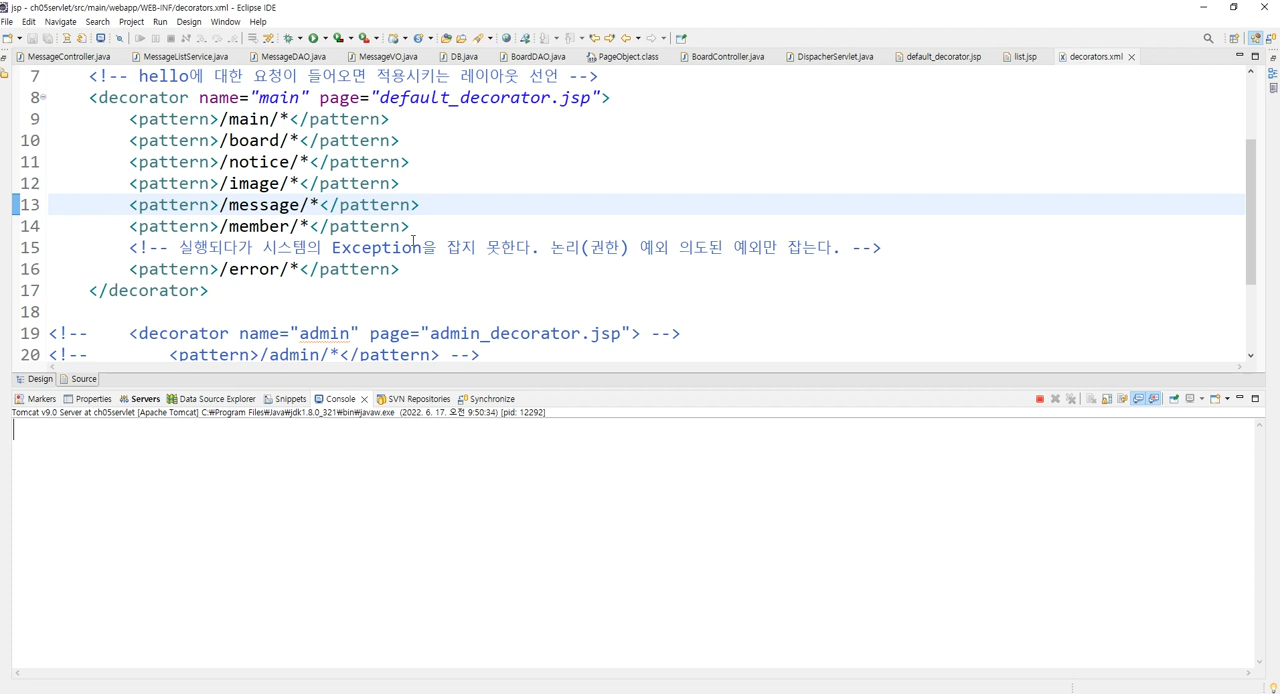 jsp - ch05servlet/src/main/webapp/WEB-INF/decorators.xml - Eclipse IDE
File Edit Navigate Search Project Run Design Window Help
MessageController.java MessageListService.java MessageDAO.java MessageVO.java DB.java BoardDAO.java PageObject.class BoardController.java DispacherServlet.java default_decorator.jsp list.jsp decorators.xml
7 <!-- hello에 대한 요청이 들어오면 적용시키는 레이아웃 선언 -->
8 <decorator name="main" page="default_decorator.jsp">
9 <pattern>/main/*</pattern>
10 <pattern>/board/*</pattern>
11 <pattern>/notice/*</pattern>
12 <pattern>/image/*</pattern>
13 <pattern>/message/*</pattern>
14 <pattern>/member/*</pattern>
15 <!-- 실행되다가 시스템의 Exception을 잡지 못한다. 논리(권한) 예외 의도된 예외만 잡는다. -->
16 <pattern>/error/*</pattern>
17 </decorator>
18
19 <!-- <decorator name="admin" page="admin_decorator.jsp"> -->
20 <!-- <pattern>/admin/*</pattern> -->
Design Source
Markers Properties Servers Data Source Explorer Snippets Console SVN Repositories Synchronize
Tomcat v9.0 Server at ch05servlet [Apache Tomcat] C:₩Program Files₩Java₩jdk1.8.0_321₩bin₩javaw.exe (2022. 6. 17. 오전 9:50:34) [pid: 12292]